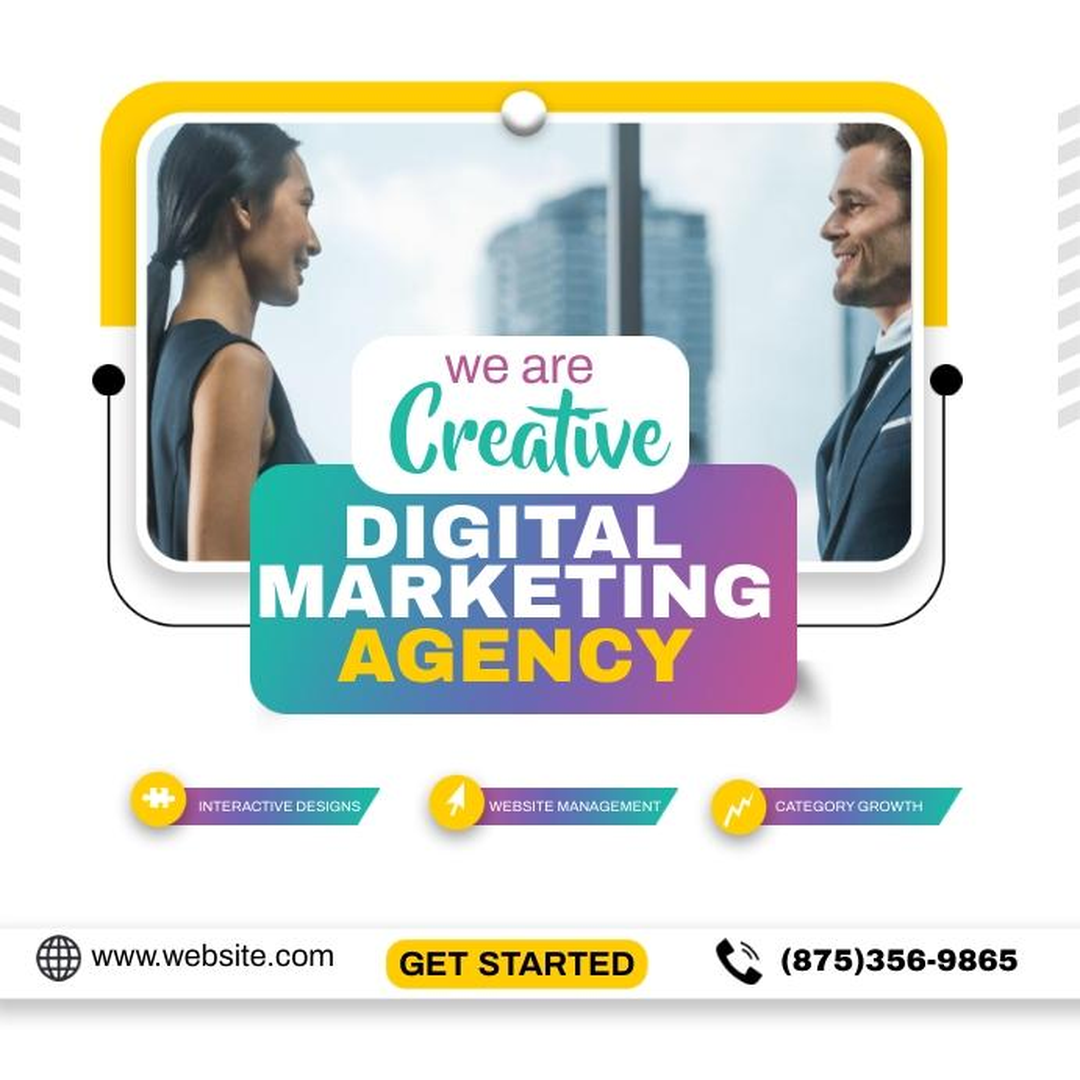 we are
Creative
DIGITAL
MARKETING
AGENCY
INTERACTIVE DESIGNS
WEBSITE MANAGEMENT
CATEGORY GROWTH
www.website.com
GET STARTED
(875)356-9865